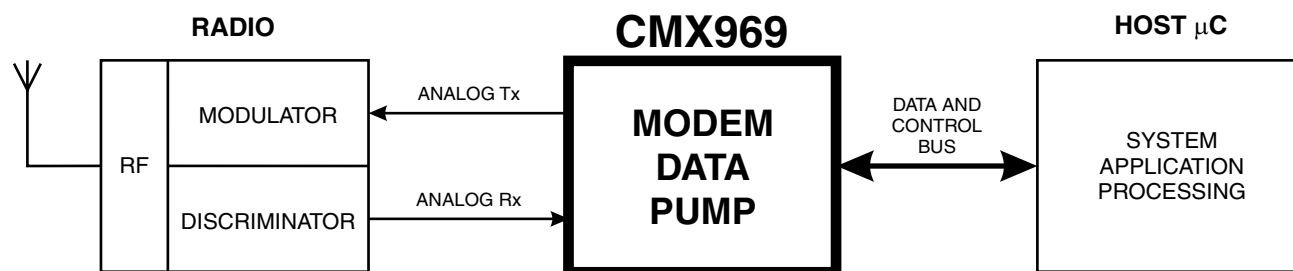 RADIO
CMX969
HOST μC
RF
MODULATOR
DISCRIMINATOR
ANALOG Tx
ANALOG Rx
MODEM
DATA
PUMP
DATA AND
CONTROL
BUS
SYSTEM
APPLICATION
PROCESSING